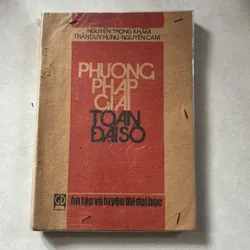 NGUYỄN TRỌNG KHÂM
TRẦN DUY HƯNG-NGUYỄN CAM
PHƯƠNG
PHÁP
GIẢI
TOÁN
ĐẠI SỐ
ôn tập và luyện thi đại học